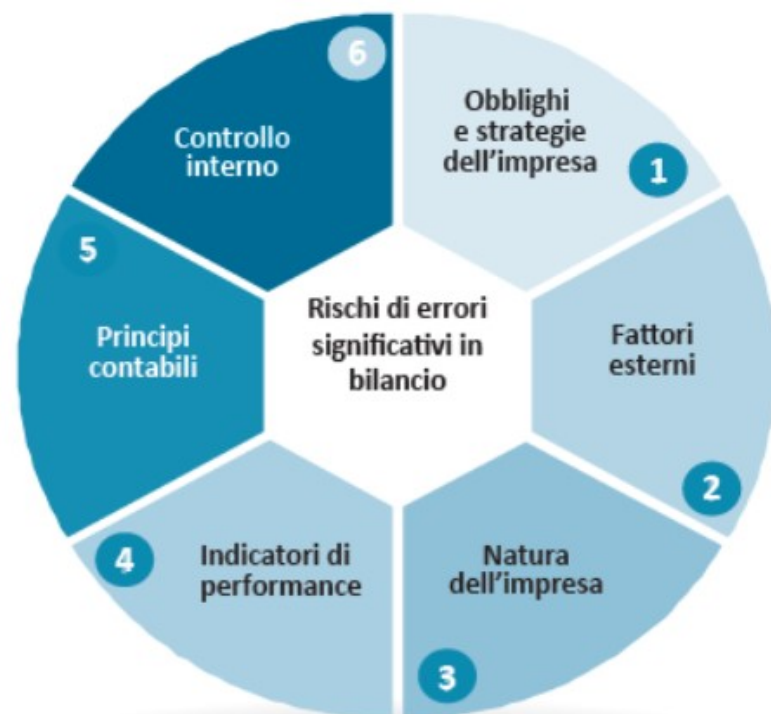 Rischi di errori
significativi in
bilancio
Obblighi
e strategie
dell'impresa
1
Fattori
esterni
2
Natura
dell'impresa
3
Indicatori di
performance
4
Principi
contabili
5
Controllo
interno
6